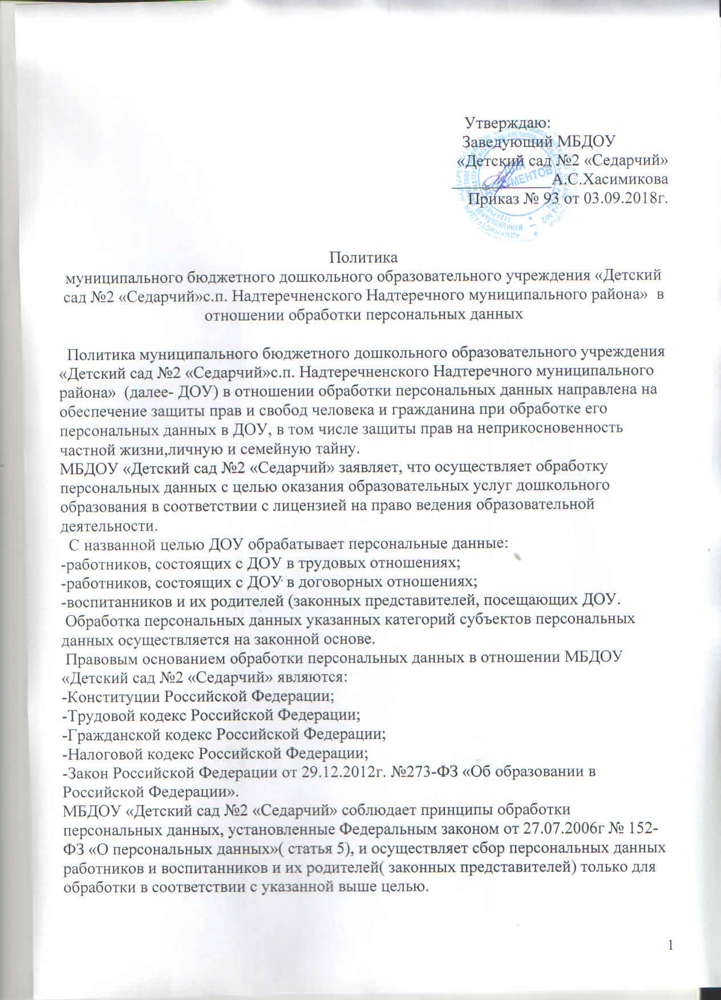 Утверждаю:
Заведующий МБДОУ
«Детский сад №2 «Седарчий»
А.С.Хасимикова
Приказ № 93 от 03.09.2018г.
ДЛЯ
ДОКУМЕНТОВ
Политика
муниципального бюджетного дошкольного образовательного учреждения «Детский
сад №2 «Седарчий»с.п. Надтеречненского Надтеречного муниципального района»  в
отношении обработки персональных данных
Политика муниципального бюджетного дошкольного образовательного учреждения
«Детский сад №2 «Седарчий»с.п. Надтеречненского Надтеречного муниципального
района»  (далее- ДОУ) в отношении обработки персональных данных направлена на
обеспечение защиты прав и свобод человека и гражданина при обработке его
персональных данных в ДОУ, в том числе защиты прав на неприкосновенность
частной жизни,личную и семейную тайну.
МБДОУ «Детский сад №2 «Седарчий» заявляет, что осуществляет обработку
персональных данных с целью оказания образовательных услуг дошкольного
образования в соответствии с лицензией на право ведения образовательной
деятельности.
С названной целью ДОУ обрабатывает персональные данные:
-работников, состоящих с ДОУ в трудовых отношениях;
-работников, состоящих с ДОУ в договорных отношениях;
-воспитанников и их родителей (законных представителей, посещающих ДОУ.
Обработка персональных данных указанных категорий субъектов персональных
данных осуществляется на законной основе.
Правовым основанием обработки персональных данных в отношении МБДОУ
«Детский сад №2 «Седарчий» являются:
-Конституции Российской Федерации;
-Трудовой кодекс Российской Федерации;
-Гражданской кодекс Российской Федерации;
-Налоговой кодекс Российской Федерации;
-Закон Российской Федерации от 29.12.2012г. №273-ФЗ «Об образовании в
Российской Федерации».
МБДОУ «Детский сад №2 «Седарчий» соблюдает принципы обработки
персональных данных, установленные Федеральным законом от 27.07.2006г № 152-
ФЗ «О персональных данных»( статья 5), и осуществляет сбор персональных данных
работников и воспитанников и их родителей( законных представителей) только для
обработки в соответствии с указанной выше целью.
1